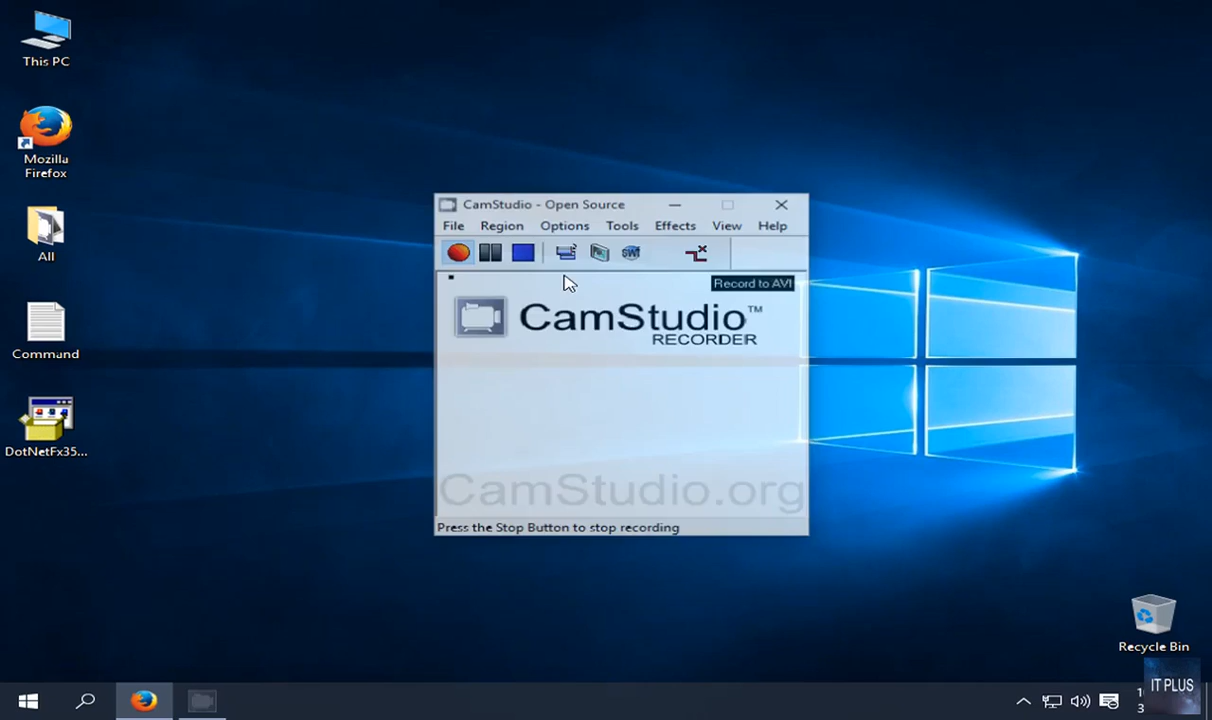 This PC
Mozilla
Firefox
All
Command
DotNetFx35...
CamStudio - Open Source
File Region Options Tools Effects View Help
SWF
Record to AVI
CamStudio™
RECORDER
CamStudio.org
Press the Stop Button to stop recording
Recycle Bin
IT PLUS